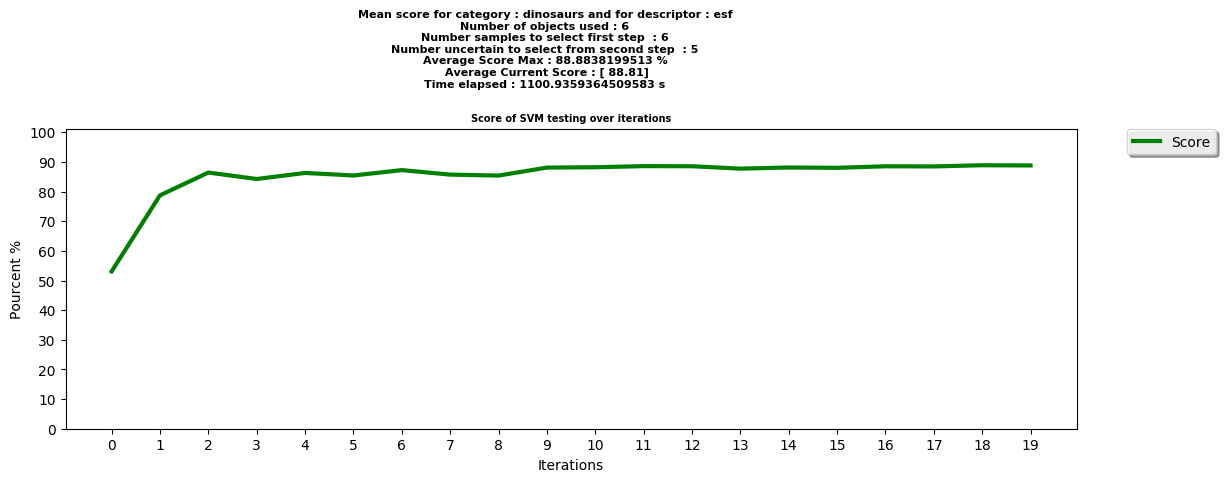 Mean score for category : dinosaurs and for descriptor : esf
Number of objects used : 6
Number samples to select first step  : 6
Number uncertain to select from second step  : 5
Average Score Max : 88.8838199513 %
Average Current Score : [ 88.81]
Time elapsed : 1100.9359364509583 s
Score of SVM testing over iterations
Score
100
90
80
70
60
50
40
30
20
10
0
Pourcent %
0 1 2 3 4 5 6 7 8 9 10 11 12 13 14 15 16 17 18 19
Iterations